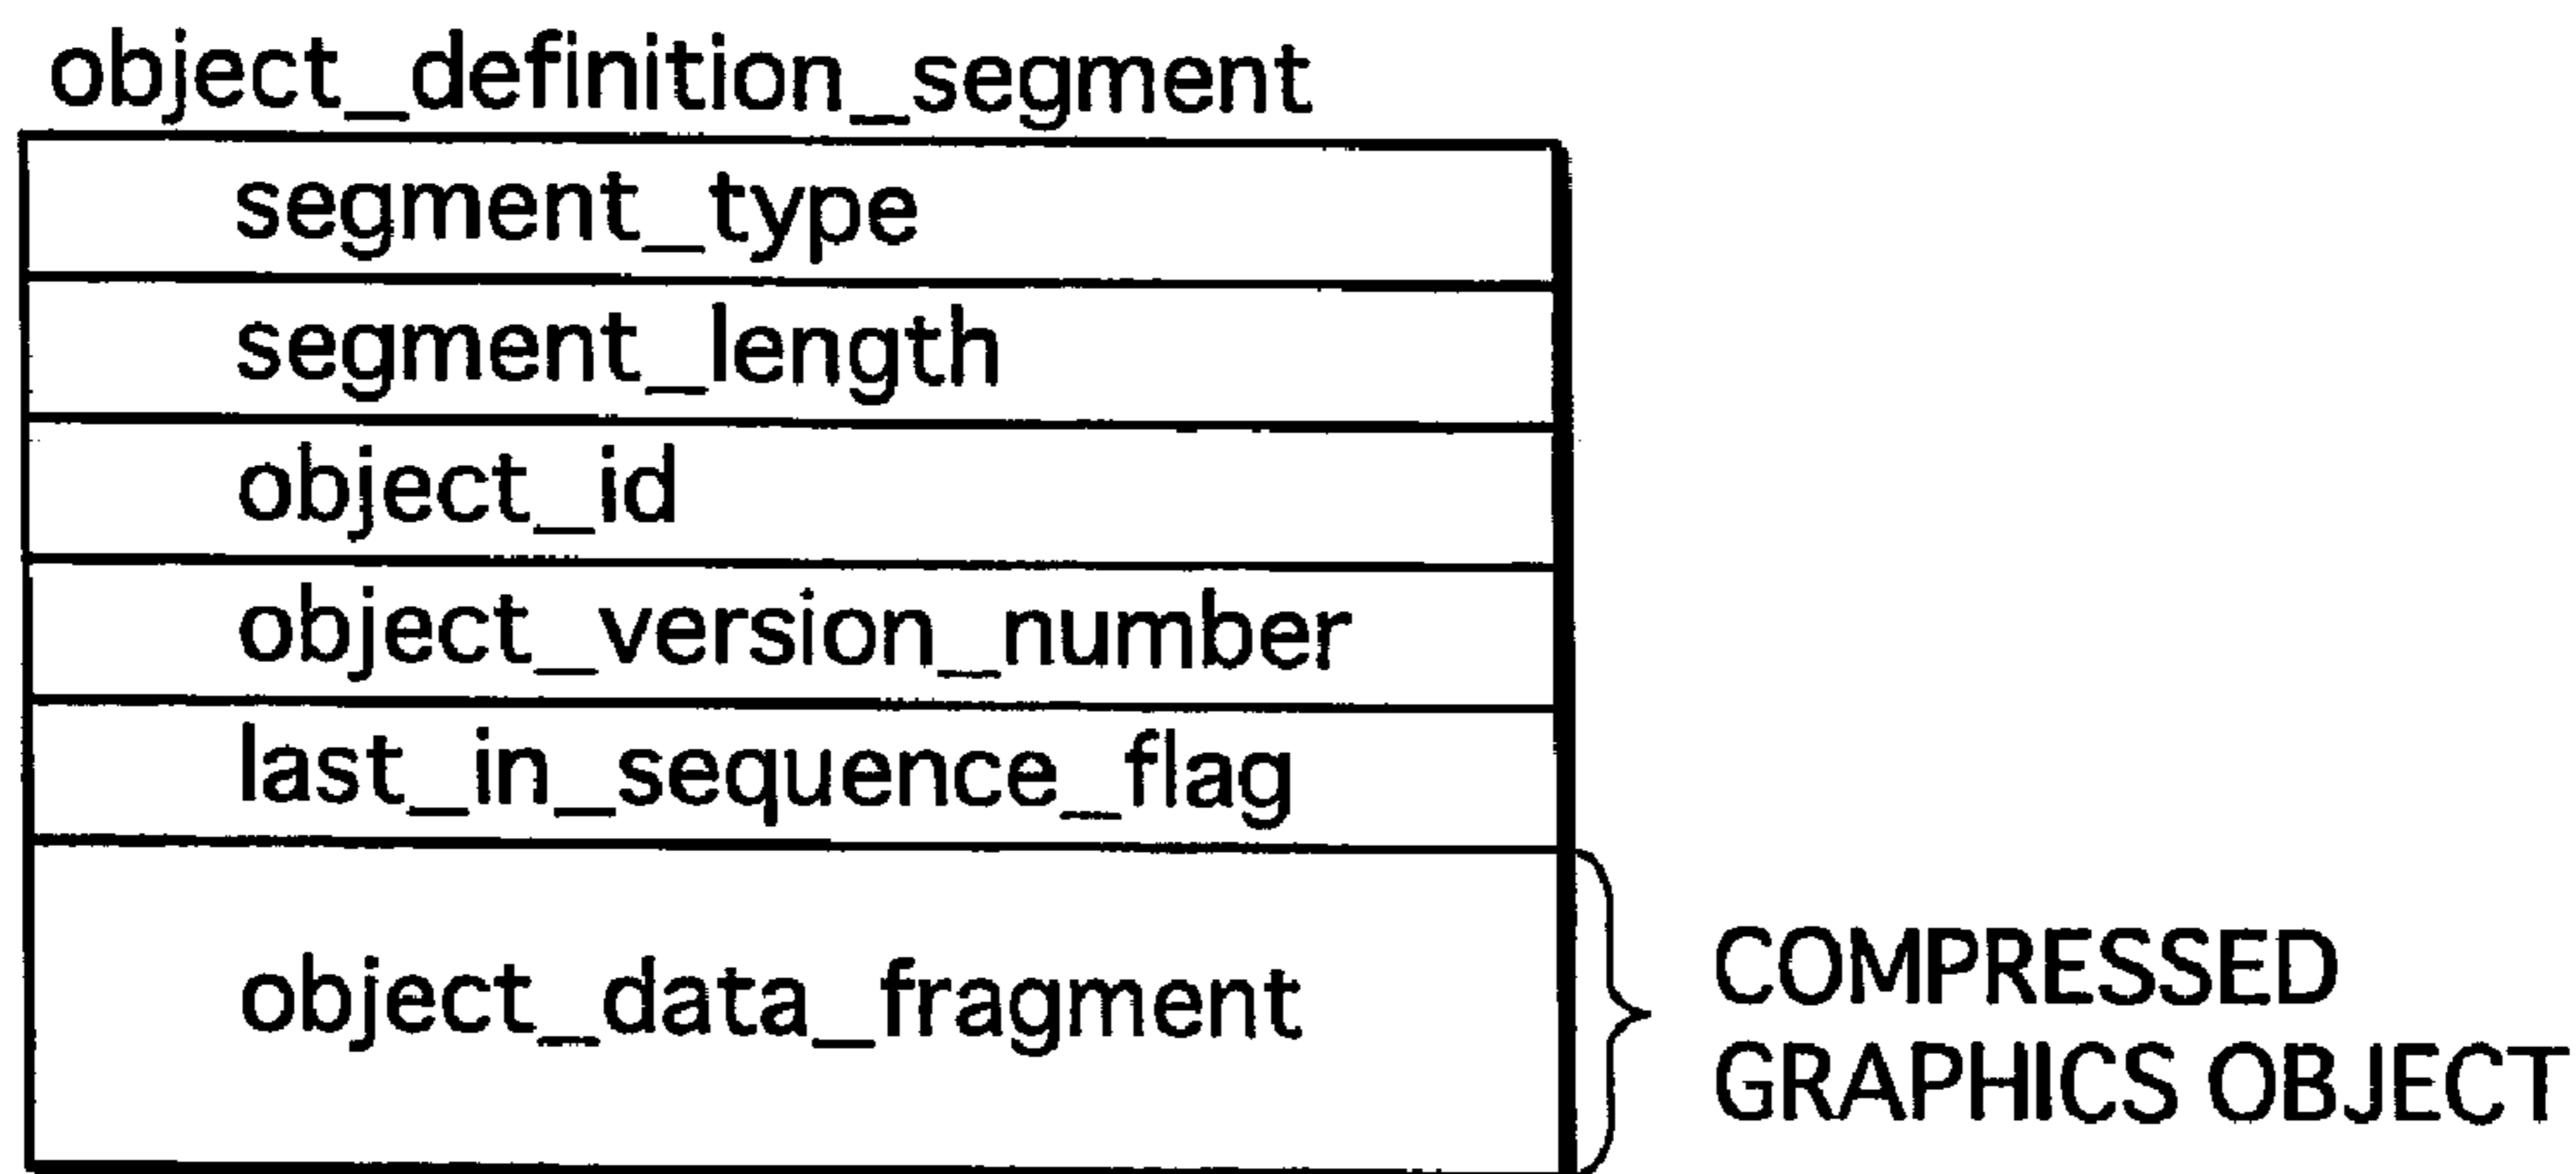 object_definition_segment
segment_type
segment_length
object_id
object_version_number
last_in_sequence_flag
object_data_fragment
COMPRESSED
GRAPHICS OBJECT